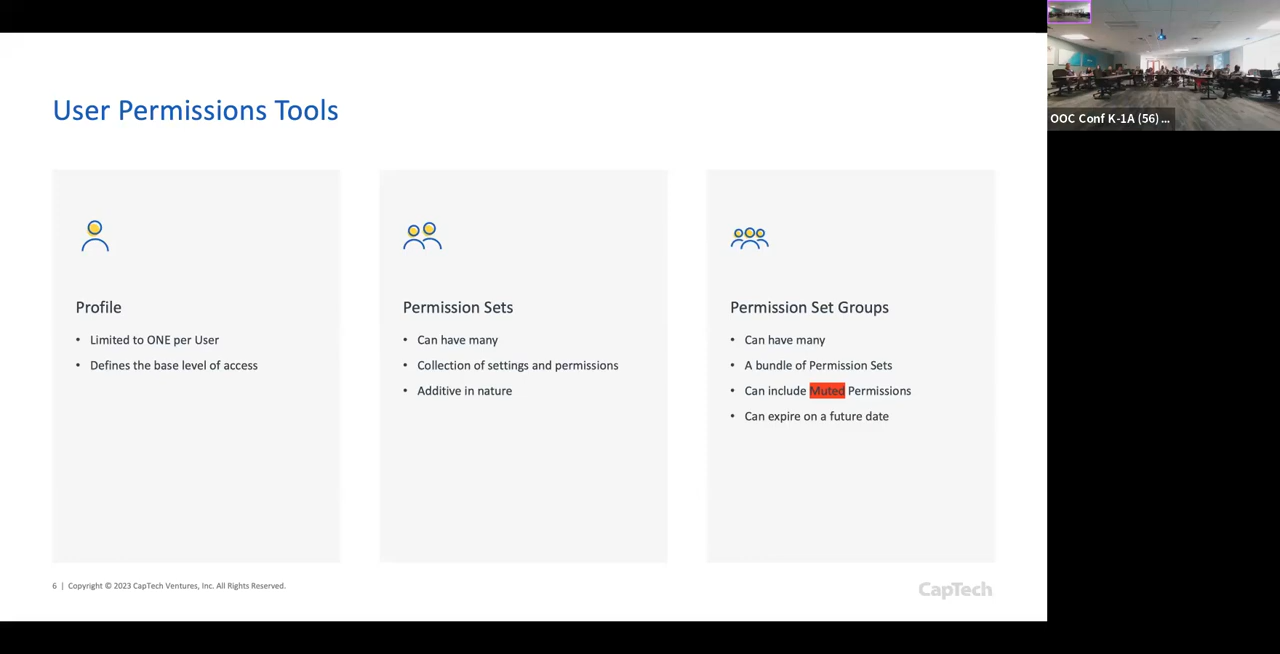 User Permissions Tools
Profile
• Limited to ONE per User
• Defines the base level of access
Permission Sets
• Can have many
• Collection of settings and permissions
• Additive in nature
Permission Set Groups
• Can have many
• A bundle of Permission Sets
• Can include Muted Permissions
• Can expire on a future date
6 | Copyright © 2023 CapTech Ventures, Inc. All Rights Reserved.
CapTech
OOC Conf K-1A (56) ...